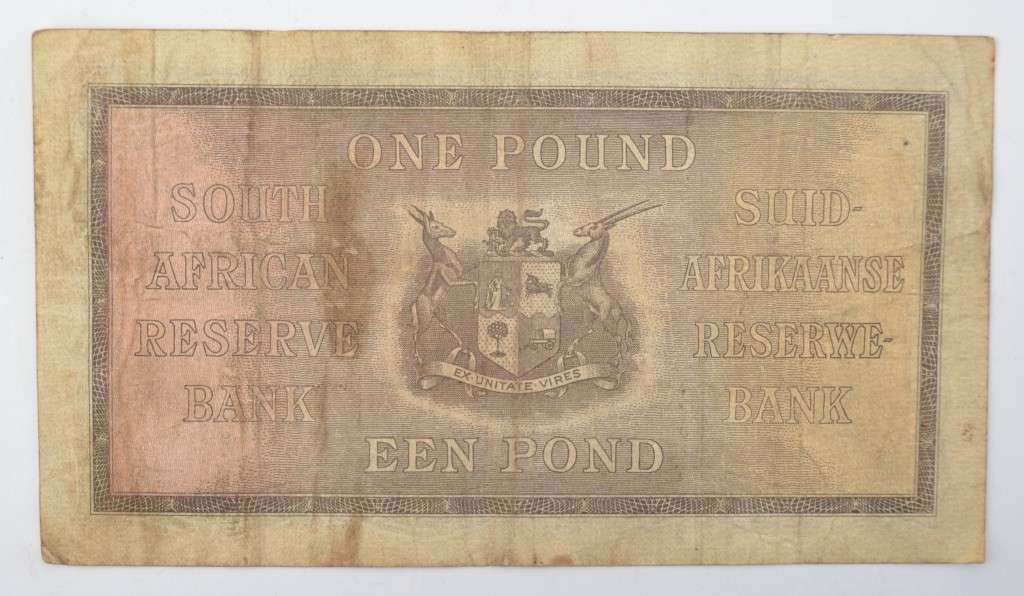 ONE POUND
SOUTH
AFRICAN
RESERVE
BANK
SUID-
AFRIKAANSE
RESERWE-
BANK
EX·UNITATE·VIRES
EEN POND